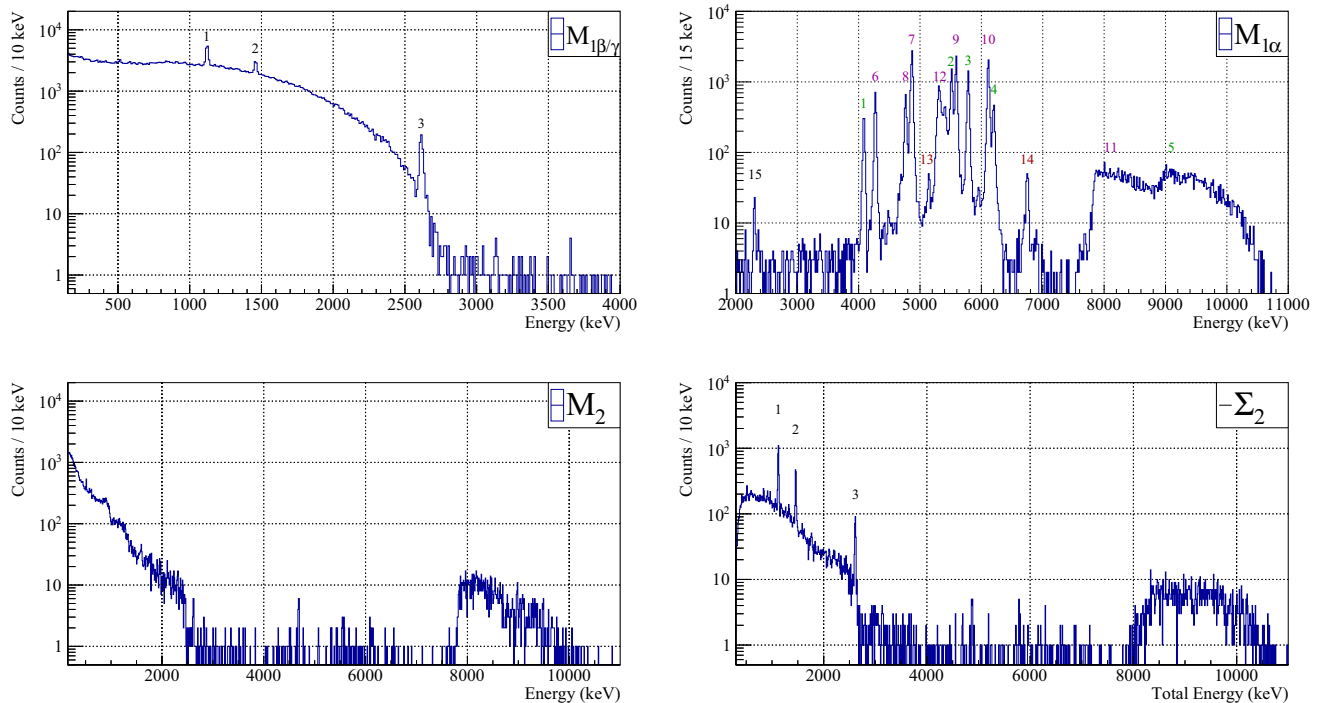 Counts / 10 keV
10⁴
10³
10²
10
1
1
2
3
M1β/γ
500 1000 1500 2000 2500 3000 3500 4000
Energy (keV)
Counts / 15 keV
10⁴
10³
10²
10
1
15
1
6
8
7
13
12
2
9
3
10
4
14
11
5
M1α
2000 3000 4000 5000 6000 7000 8000 9000 10000 11000
Energy (keV)
Counts / 10 keV
10⁴
10³
10²
10
1
M2
2000 4000 6000 8000 10000
Energy (keV)
Counts / 10 keV
10⁴
10³
10²
10
1
1
2
3
Σ2
2000 4000 6000 8000 10000
Total Energy (keV)